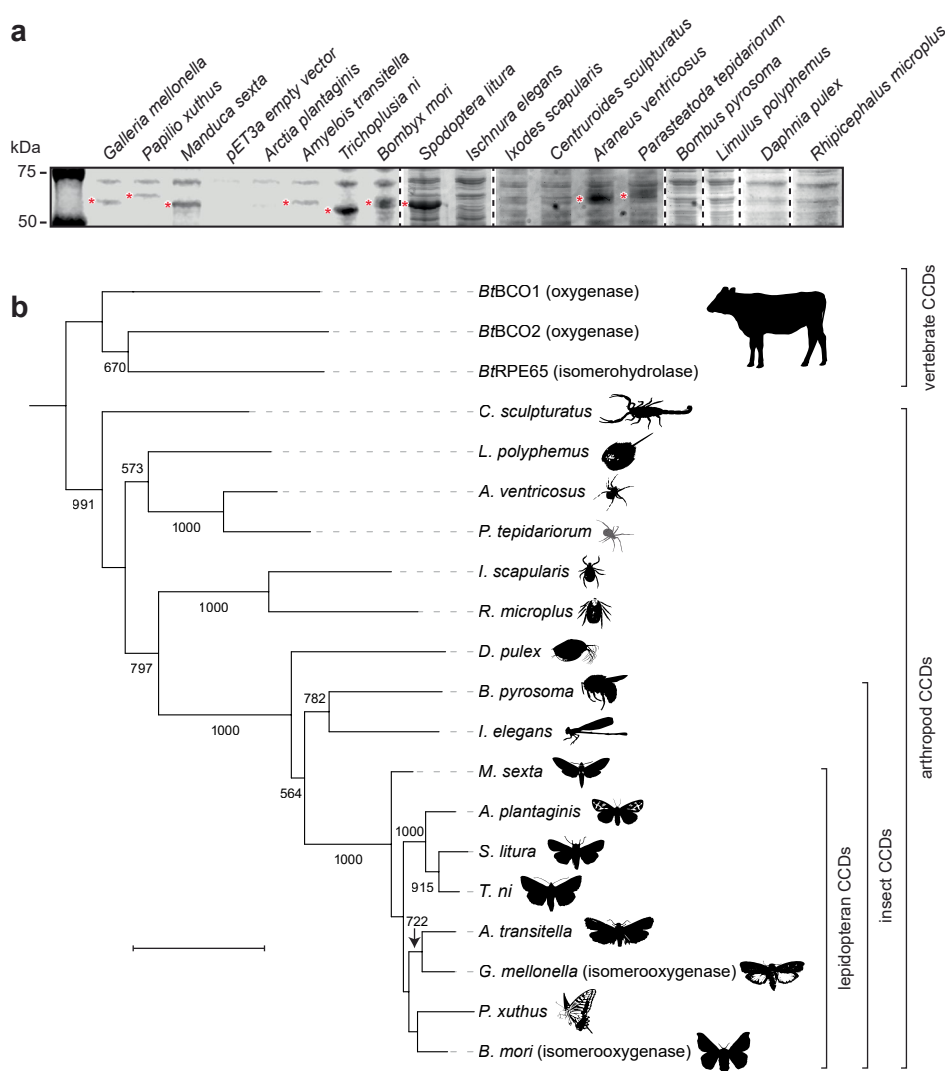 a
kDa
Galleria mellonella
Papilio xuthus
Manduca sexta
pET3a empty vector
Arctia plantaginis
Amyelois transitella
Trichoplusia ni
Bombyx mori
Spodoptera litura
Ischnura elegans
Ixodes scapularis
Centruroides sculpturatus
Araneus ventricosus
Parasteatoda tepidariorum
Bombus pyrosoma
Limulus polyphemus
Daphnia pulex
Rhipicephalus microplus
75
50
* * * * * * * * * *
b
BtBCO1 (oxygenase)
BtBCO2 (oxygenase)
670
BtRPE65 (isomerohydrolase)
vertebrate CCDs
C. sculpturatus
L. polyphemus
573
991
A. ventricosus
1000
P. tepidariorum
I. scapularis
1000
R. microplus
D. pulex
797
B. pyrosoma
782
1000
I. elegans
M. sexta
564
A. plantaginis
1000
1000
S. litura
915
T. ni
722
A. transitella
G. mellonella (isomerooxygenase)
P. xuthus
B. mori (isomerooxygenase)
lepidopteran CCDs
insect CCDs
arthropod CCDs